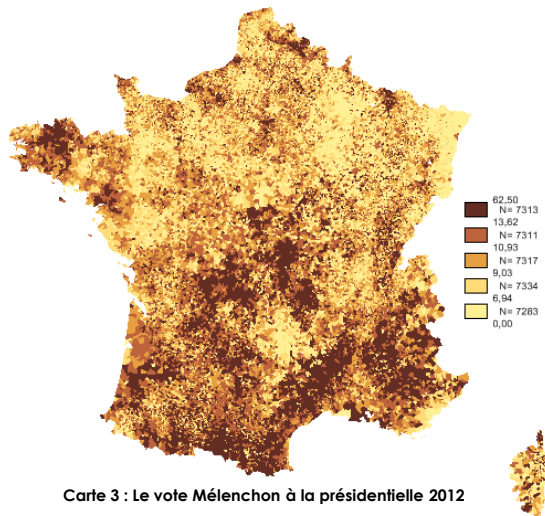 62,50
N= 7313
13,62
N= 7311
10,93
N= 7317
9,03
N= 7334
6,94
N= 7283
0,00
Carte 3 : Le vote Mélenchon à la présidentielle 2012